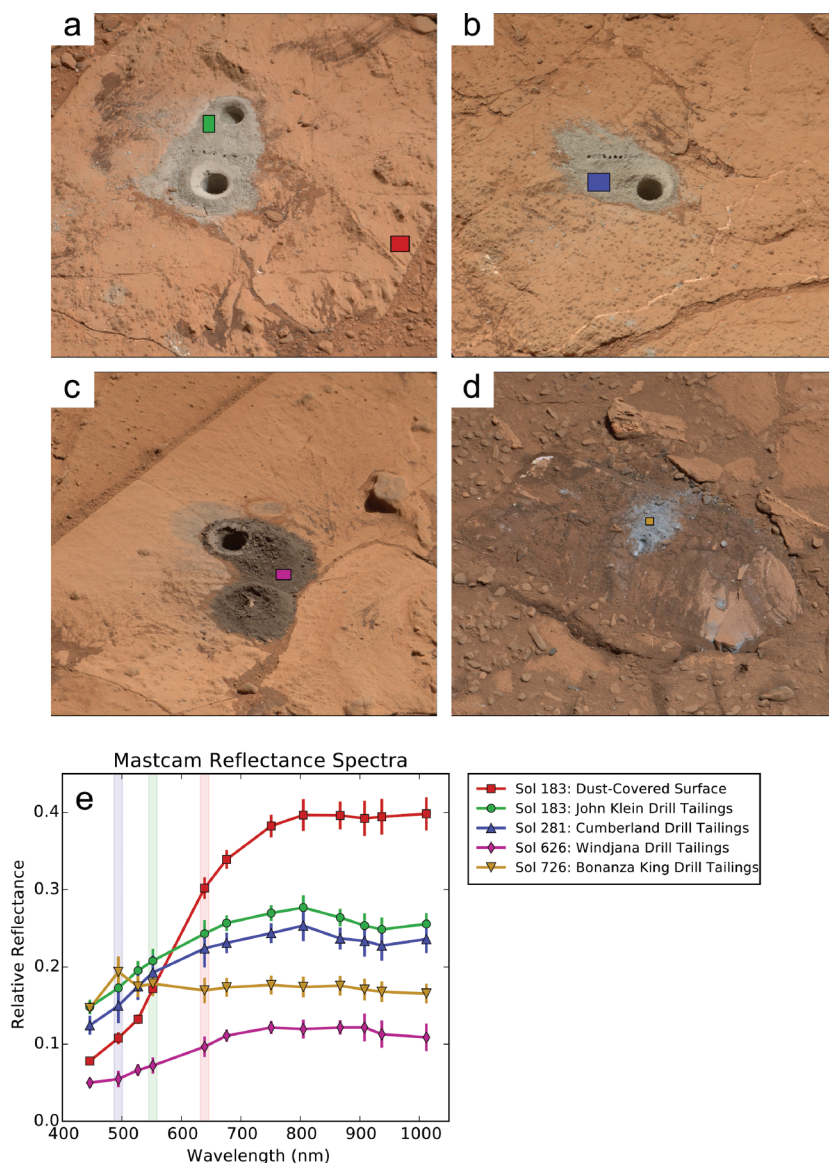 a
b
c
d
Mastcam Reflectance Spectra
e
Relative Reflectance
0.4
0.3
0.2
0.1
0.0
400 500 600 700 800 900 1000
Wavelength (nm)
Sol 183: Dust-Covered Surface
Sol 183: John Klein Drill Tailings
Sol 281: Cumberland Drill Tailings
Sol 626: Windjana Drill Tailings
Sol 726: Bonanza King Drill Tailings